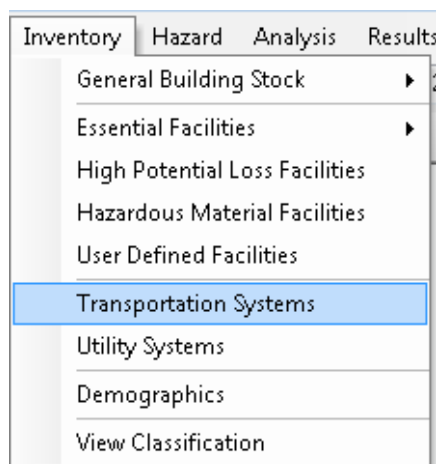 Inventory Hazard Analysis Results
General Building Stock
Essential Facilities
High Potential Loss Facilities
Hazardous Material Facilities
User Defined Facilities
Transportation Systems
Utility Systems
Demographics
View Classification